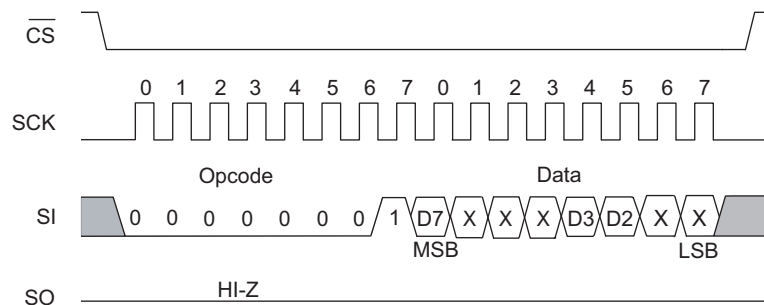 CS
0 1 2 3 4 5 6 7 0 1 2 3 4 5 6 7
SCK
Opcode Data
SI 0 0 0 0 0 0 0 1 D7 X X X D3 D2 X X
MSB LSB
HI-Z
SO